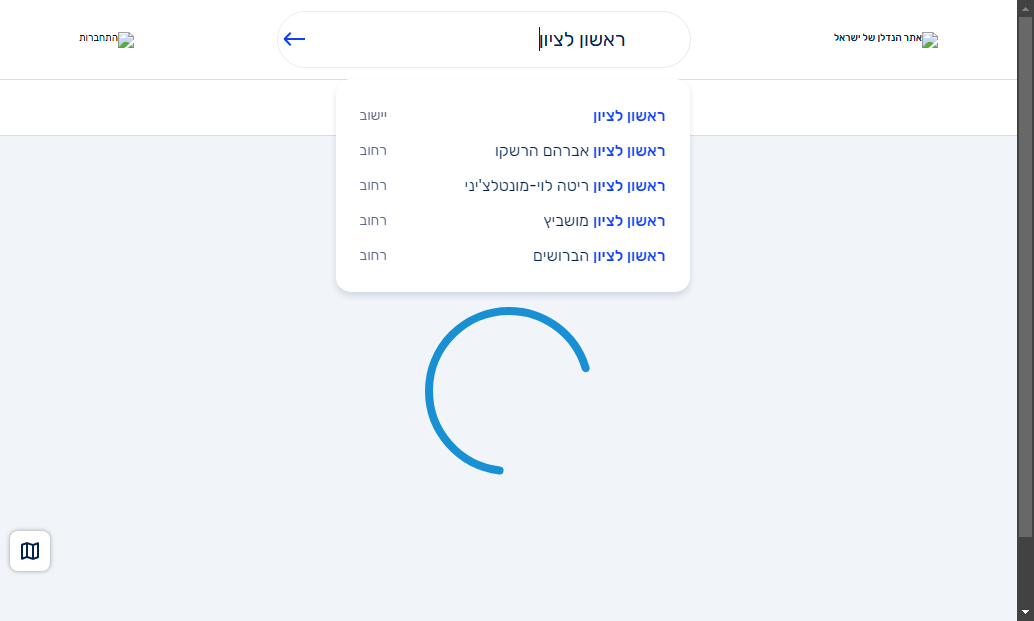 אתר הנדלן של ישראל
ראשון לציון
התחברות
ראשון לציון יישוב
ראשון לציון אברהם הרשקו רחוב
ראשון לציון ריטה לוי-מונטלצ'יני רחוב
ראשון לציון מושביץ רחוב
ראשון לציון הברושים רחוב